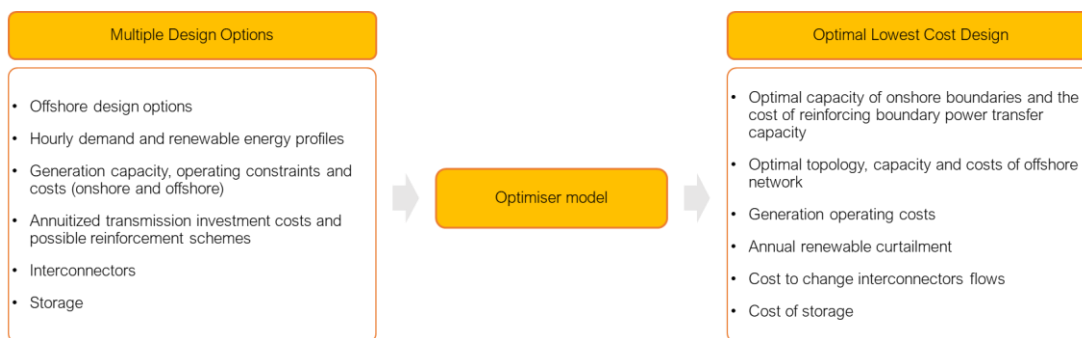 Multiple Design Options
• Offshore design options
• Hourly demand and renewable energy profiles
• Generation capacity, operating constraints and
costs (onshore and offshore)
• Annuitized transmission investment costs and
possible reinforcement schemes
• Interconnectors
• Storage
Optimiser model
Optimal Lowest Cost Design
• Optimal capacity of onshore boundaries and the
cost of reinforcing boundary power transfer
capacity
• Optimal topology, capacity and costs of offshore
network
• Generation operating costs
• Annual renewable curtailment
• Cost to change interconnectors flows
• Cost of storage